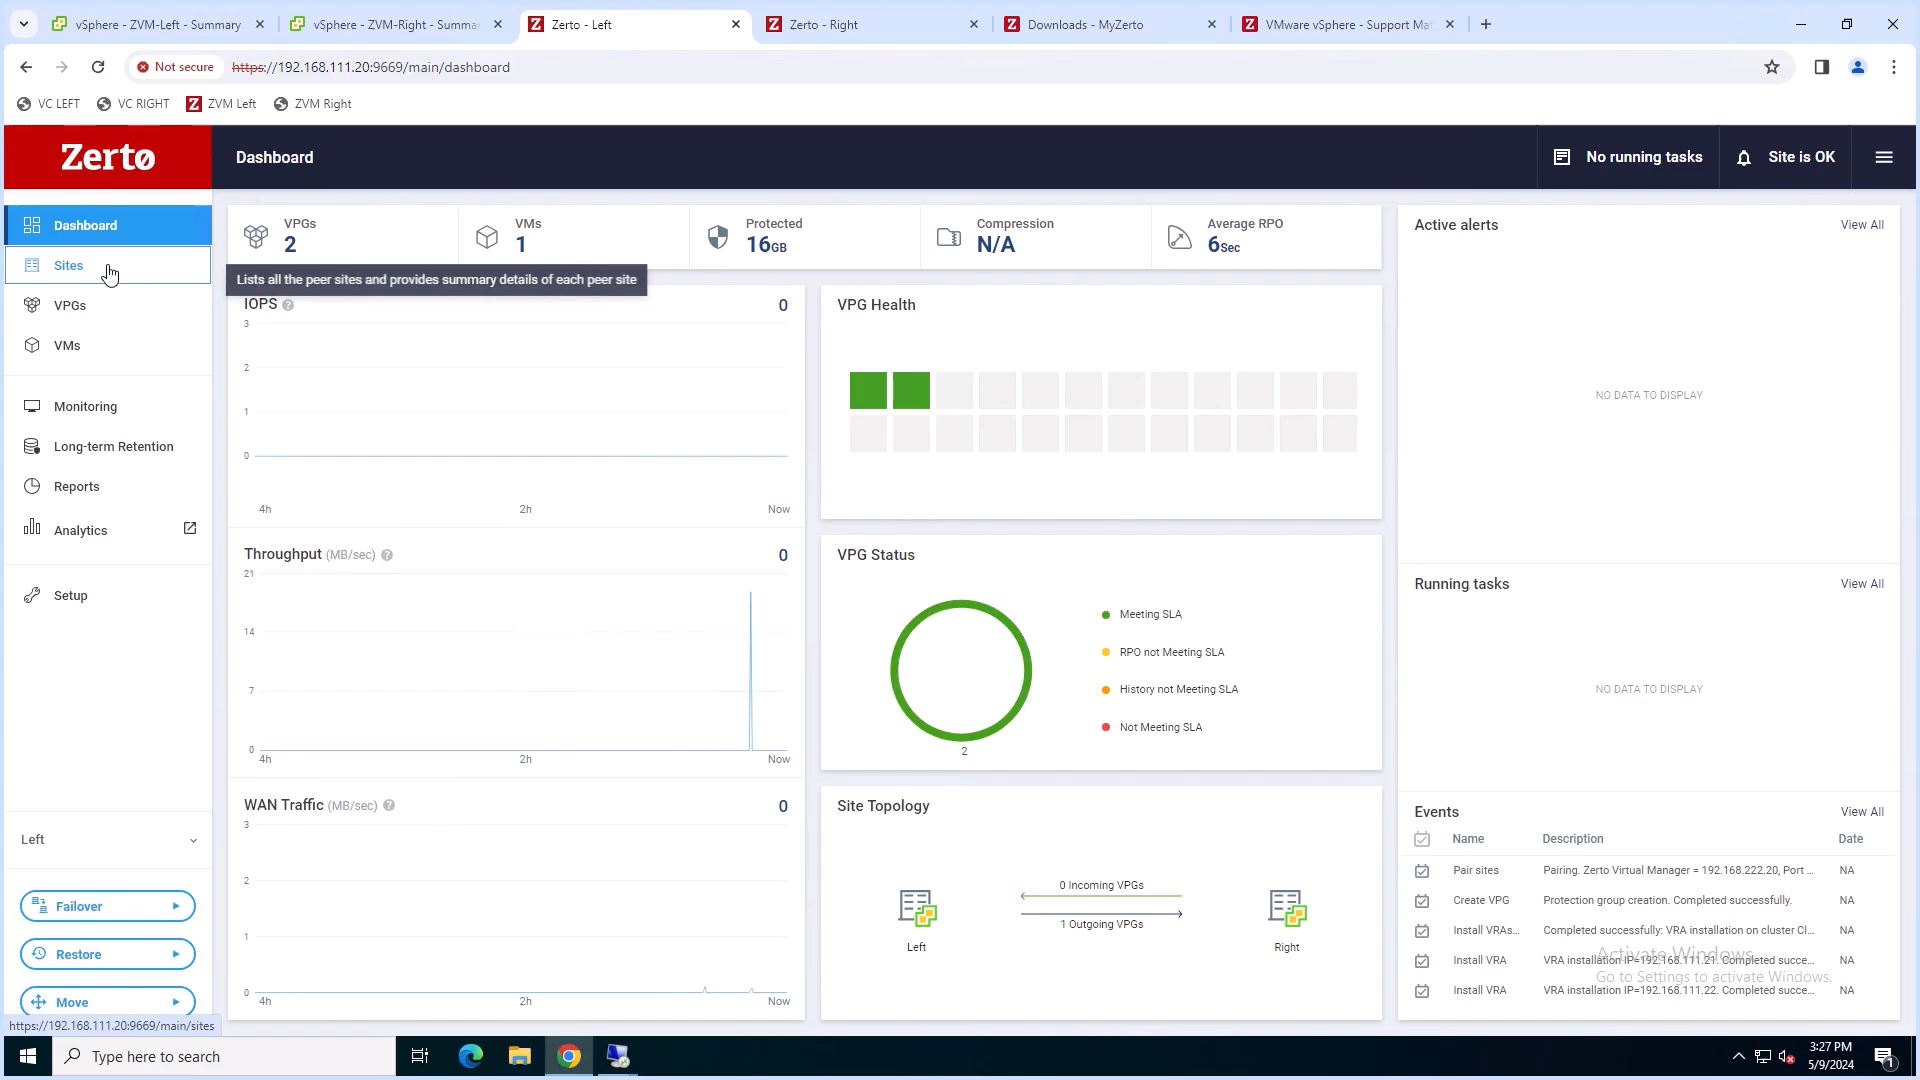 vSphere - ZVM-Left - Summary
vSphere - ZVM-Right - Summa
Zerto - Left
Zerto - Right
Downloads - MyZerto
VMware vSphere - Support Mat
Not secure
https://192.168.111.20:9669/main/dashboard
VC LEFT
VC RIGHT
ZVM Left
ZVM Right
Zerto
Dashboard
No running tasks
Site is OK
Dashboard
Sites
VPGs
VMs
Monitoring
Long-term Retention
Reports
Analytics
Setup
Left
Failover
Restore
Move
https://192.168.111.20:9669/main/sites
VPGs
2
VMs
1
Protected
16GB
Compression
N/A
Average RPO
6Sec
Lists all the peer sites and provides summary details of each peer site
IOPS ?
0
3
2
1
0
4h
2h
Now
Throughput (MB/sec) ?
0
21
14
7
0
4h
2h
Now
WAN Traffic (MB/sec) ?
0
3
2
1
0
4h
2h
Now
VPG Health
VPG Status
2
Meeting SLA
RPO not Meeting SLA
History not Meeting SLA
Not Meeting SLA
Site Topology
Left
0 Incoming VPGs
1 Outgoing VPGs
Right
Active alerts
View All
NO DATA TO DISPLAY
Running tasks
View All
NO DATA TO DISPLAY
Events
View All
Name Description Date
Pair sites Pairing. Zerto Virtual Manager = 192.168.222.20, Port ... NA
Create VPG Protection group creation. Completed successfully. NA
Install VRAs... Completed successfully: VRA installation on cluster Cl... NA
Install VRA VRA installation IP=192.168.111.21. Completed succe... NA
Install VRA VRA installation IP=192.168.111.22. Completed succe... NA
Activate Windows
Go to Settings to activate Windows.
Type here to search
3:27 PM
5/9/2024
1